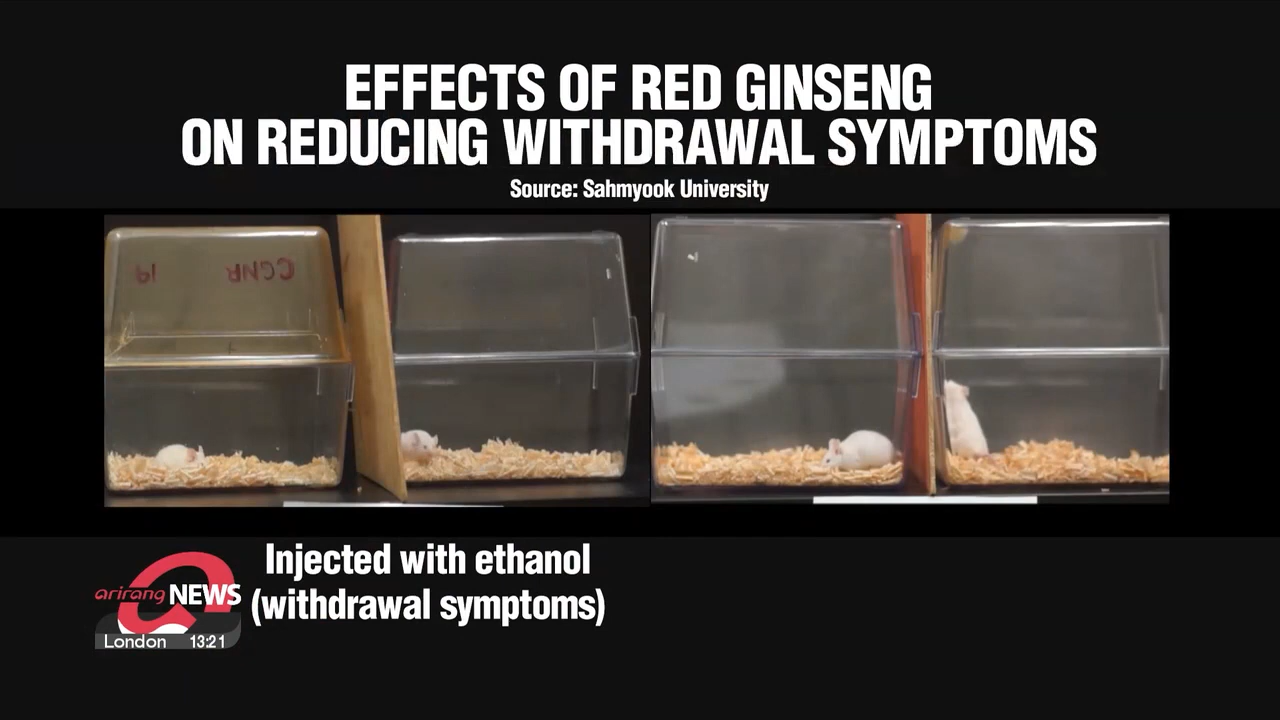 EFFECTS OF RED GINSENG
ON REDUCING WITHDRAWAL SYMPTOMS
Source: Sahmyook University
19 CGNR
Injected with ethanol
(withdrawal symptoms)
arirang NEWS
London 13:21